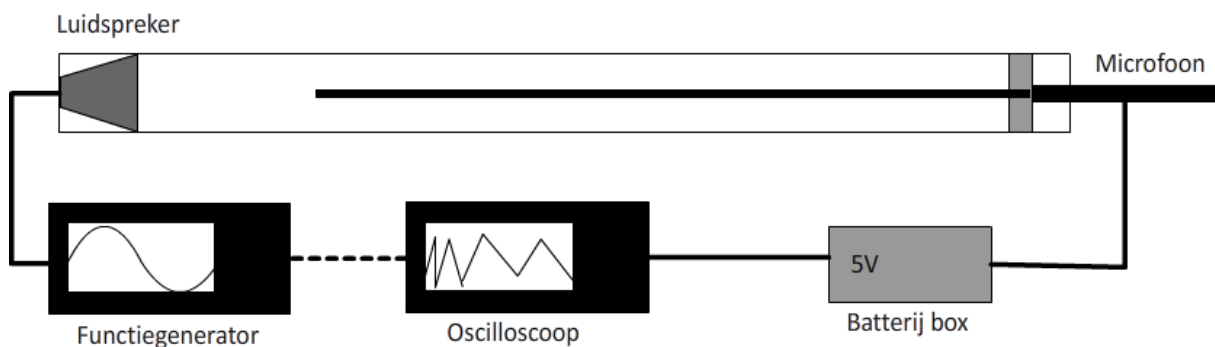 Luidspreker
Microfoon
5V
Functiegenerator
Oscilloscoop
Batterij box